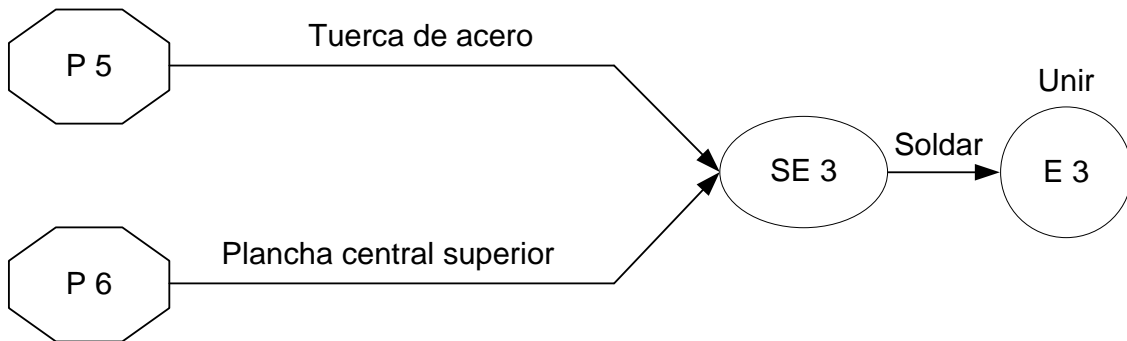 P 5
Tuerca de acero
Unir
Soldar
SE 3
E 3
Plancha central superior
P 6